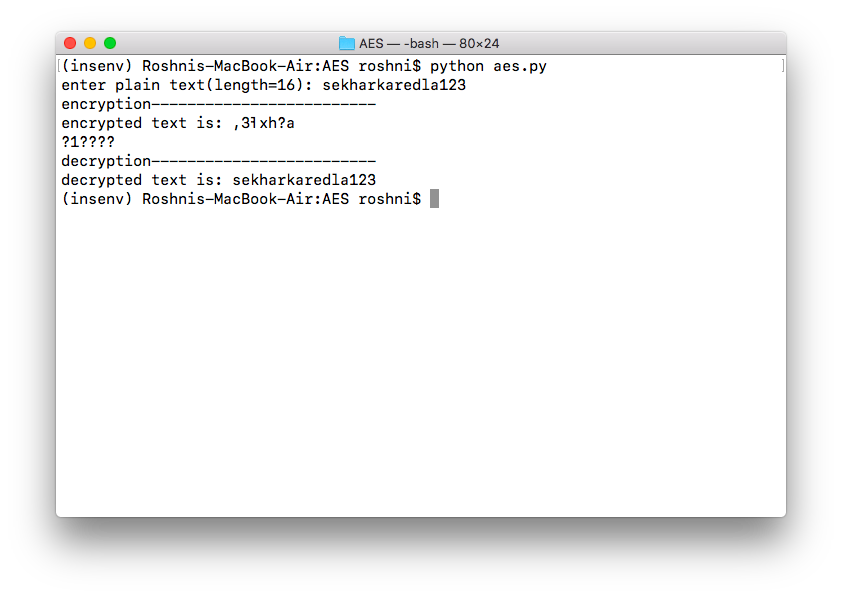 AES — -bash — 80×24
(insenv) Roshnis-MacBook-Air:AES roshni$ python aes.py
enter plain text(length=16): sekharkaredla123
encryption-------------------------
encrypted text is: ,3ߔxh?a
?1????
decryption-------------------------
decrypted text is: sekharkaredla123
(insenv) Roshnis-MacBook-Air:AES roshni$